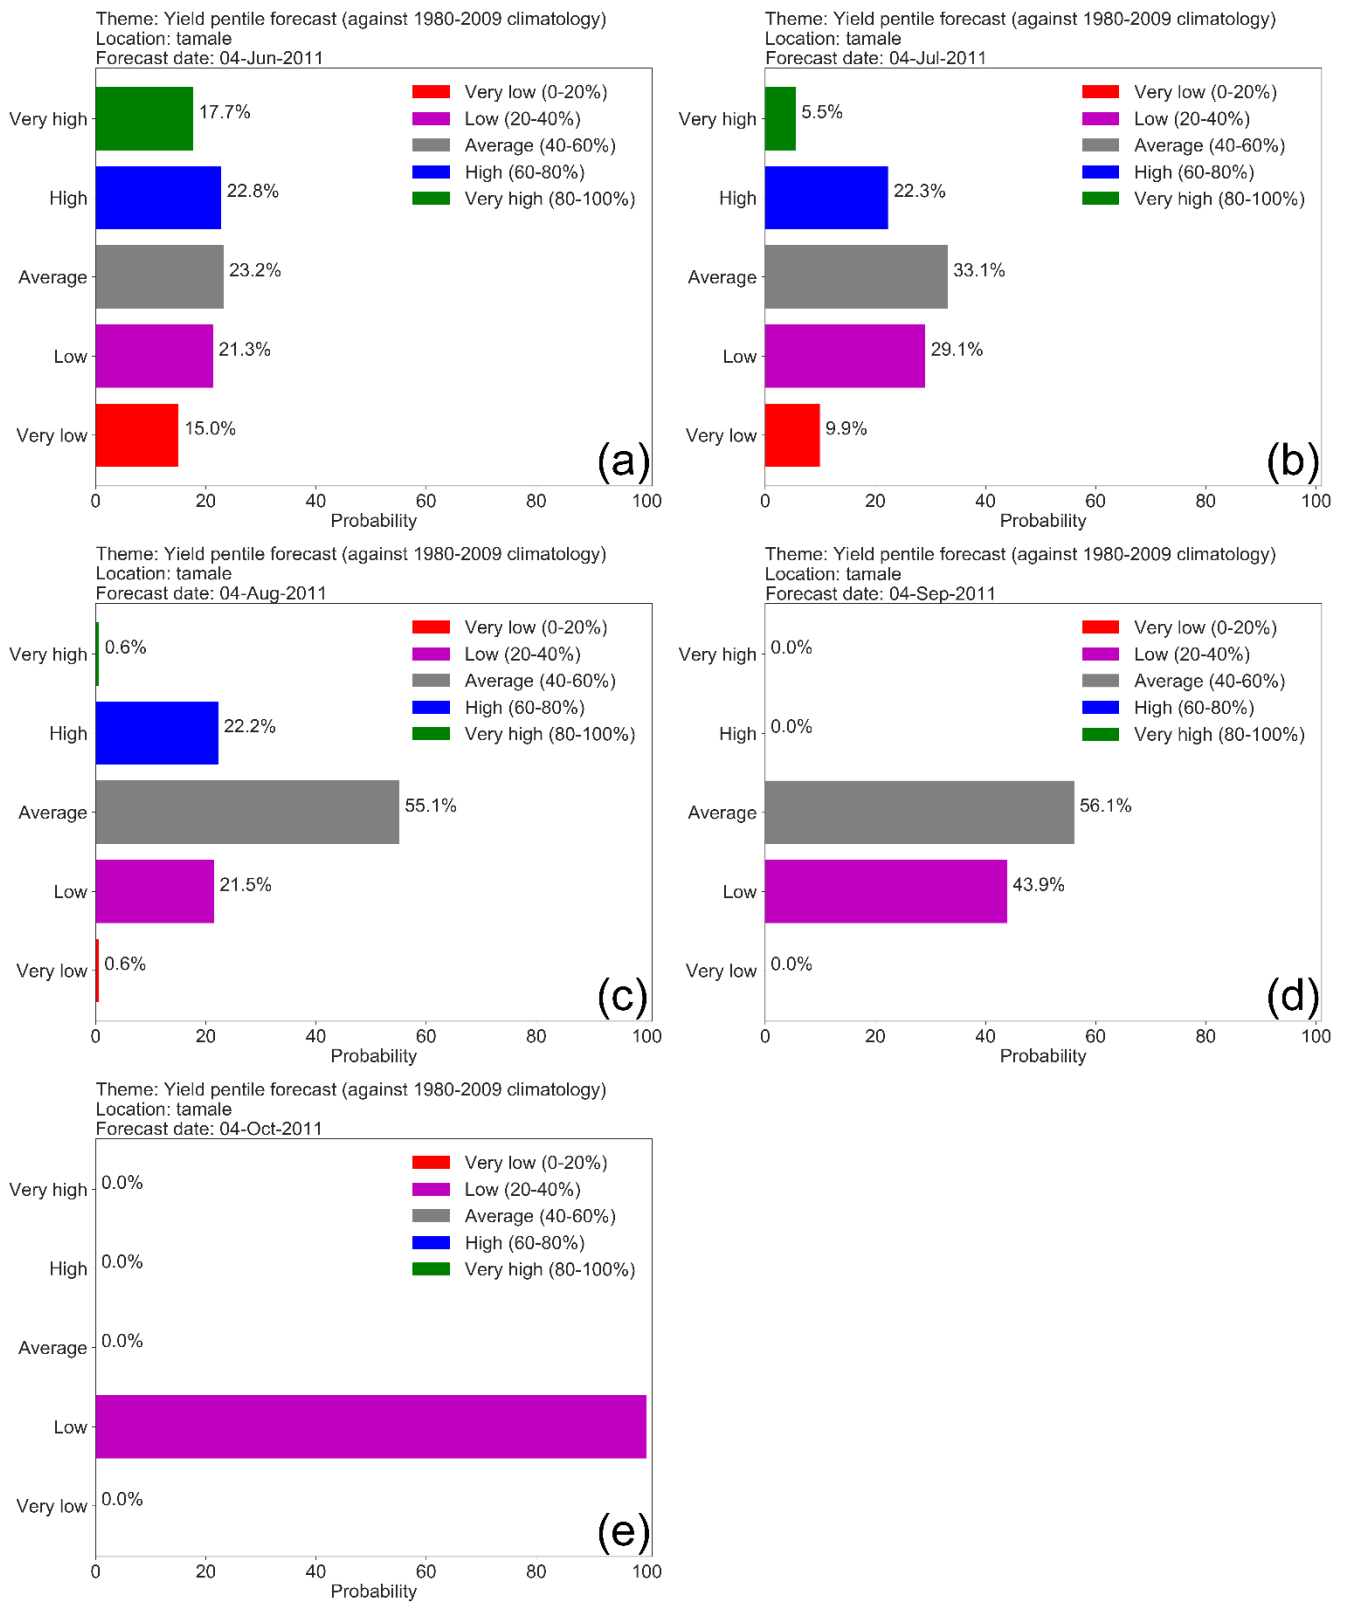 Theme: Yield pentile forecast (against 1980-2009 climatology)
Location: tamale
Forecast date: 04-Jun-2011
Very low (0-20%)
Low (20-40%)
Average (40-60%)
High (60-80%)
Very high (80-100%)
Very high
17.7%
High
22.8%
Average
23.2%
Low
21.3%
Very low
15.0%
(a)
0 20 40 60 80 100
Probability
Theme: Yield pentile forecast (against 1980-2009 climatology)
Location: tamale
Forecast date: 04-Jul-2011
Very low (0-20%)
Low (20-40%)
Average (40-60%)
High (60-80%)
Very high (80-100%)
Very high
5.5%
High
22.3%
Average
33.1%
Low
29.1%
Very low
9.9%
(b)
0 20 40 60 80 100
Probability
Theme: Yield pentile forecast (against 1980-2009 climatology)
Location: tamale
Forecast date: 04-Aug-2011
Very low (0-20%)
Low (20-40%)
Average (40-60%)
High (60-80%)
Very high (80-100%)
Very high
0.6%
High
22.2%
Average
55.1%
Low
21.5%
Very low
0.6%
(c)
0 20 40 60 80 100
Probability
Theme: Yield pentile forecast (against 1980-2009 climatology)
Location: tamale
Forecast date: 04-Sep-2011
Very low (0-20%)
Low (20-40%)
Average (40-60%)
High (60-80%)
Very high (80-100%)
Very high
0.0%
High
0.0%
Average
56.1%
Low
43.9%
Very low
0.0%
(d)
0 20 40 60 80 100
Probability
Theme: Yield pentile forecast (against 1980-2009 climatology)
Location: tamale
Forecast date: 04-Oct-2011
Very low (0-20%)
Low (20-40%)
Average (40-60%)
High (60-80%)
Very high (80-100%)
Very high
0.0%
High
0.0%
Average
0.0%
Low
Very low
0.0%
(e)
0 20 40 60 80 100
Probability